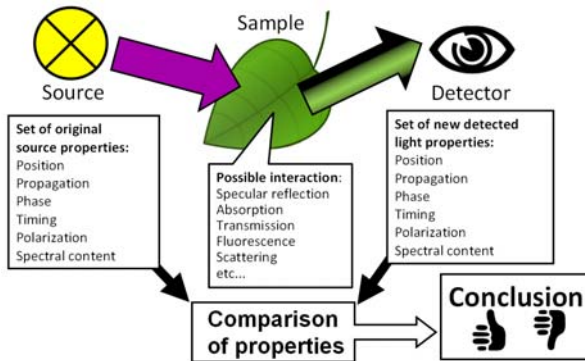 Sample
Source
Detector
Set of original
source properties:
Position
Propagation
Phase
Timing
Polarization
Spectral content
Possible interaction:
Specular reflection
Absorption
Transmission
Fluorescence
Scattering
etc...
Set of new detected
light properties:
Position
Propagation
Phase
Timing
Polarization
Spectral content
Comparison
of properties
Conclusion